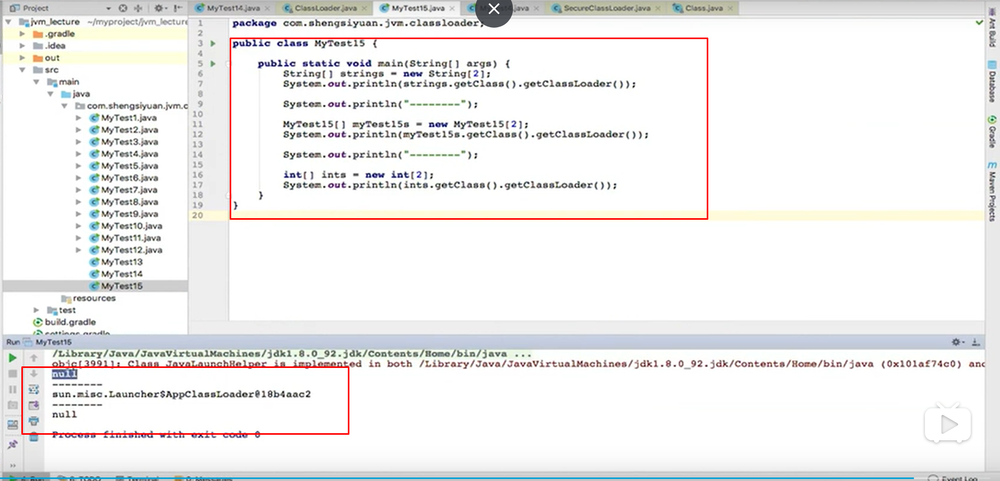 Project
MyTest14.java
ClassLoader.java
MyTest15.java
.java
SecureClassLoader.java
Class.java
jvm_lecture ~/myproject/jvm_lecture
.gradle
.idea
out
src
main
java
com.shengsiyuan.jvm.c
MyTest1.java
MyTest2.java
MyTest3.java
MyTest4.java
MyTest5.java
MyTest6.java
MyTest7.java
MyTest8.java
MyTest9.java
MyTest10.java
MyTest11.java
MyTest12.java
MyTest13
MyTest14
MyTest15
resources
test
build.gradle
settings.gradle
1 package com.shengsiyuan.jvm.classloader;
2
3 public class MyTest15 {
4
5 public static void main(String[] args) {
6 String[] strings = new String[2];
7 System.out.println(strings.getClass().getClassLoader());
8
9 System.out.println("--------");
10
11 MyTest15[] myTest15s = new MyTest15[2];
12 System.out.println(myTest15s.getClass().getClassLoader());
13
14 System.out.println("--------");
15
16 int[] ints = new int[2];
17 System.out.println(ints.getClass().getClassLoader());
18 }
19 }
20
Ant Build
Database
Gradle
Maven Projects
Run MyTest15
/Library/Java/JavaVirtualMachines/jdk1.8.0_92.jdk/Contents/Home/bin/java ...
objc[3991]: Class JavaLaunchHelper is implemented in both /Library/Java/JavaVirtualMachines/jdk1.8.0_92.jdk/Contents/Home/bin/java (0x101af74c0) and
null
--------
sun.misc.Launcher$AppClassLoader@18b4aac2
--------
null
Process finished with exit code 0
4: Run
6: TODO
Terminal
0: Messages
Event Log